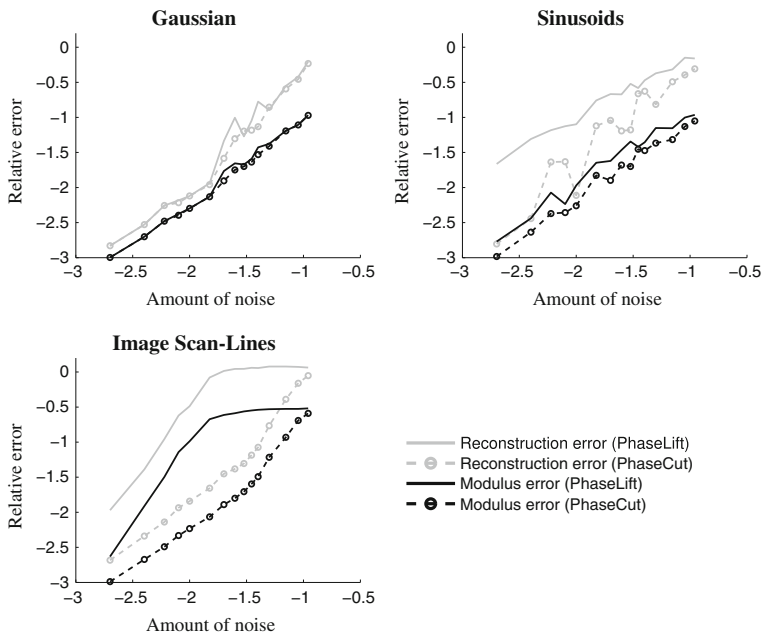 Gaussian
0
−0.5
−1
−1.5
−2
−2.5
−3
Relative error
−3 −2.5 −2 −1.5 −1 −0.5
Amount of noise
Sinusoids
0
−0.5
−1
−1.5
−2
−2.5
−3
Relative error
−3 −2.5 −2 −1.5 −1 −0.5
Amount of noise
Image Scan-Lines
0
−0.5
−1
−1.5
−2
−2.5
−3
Relative error
−3 −2.5 −2 −1.5 −1 −0.5
Amount of noise
Reconstruction error (PhaseLift)
Reconstruction error (PhaseCut)
Modulus error (PhaseLift)
Modulus error (PhaseCut)